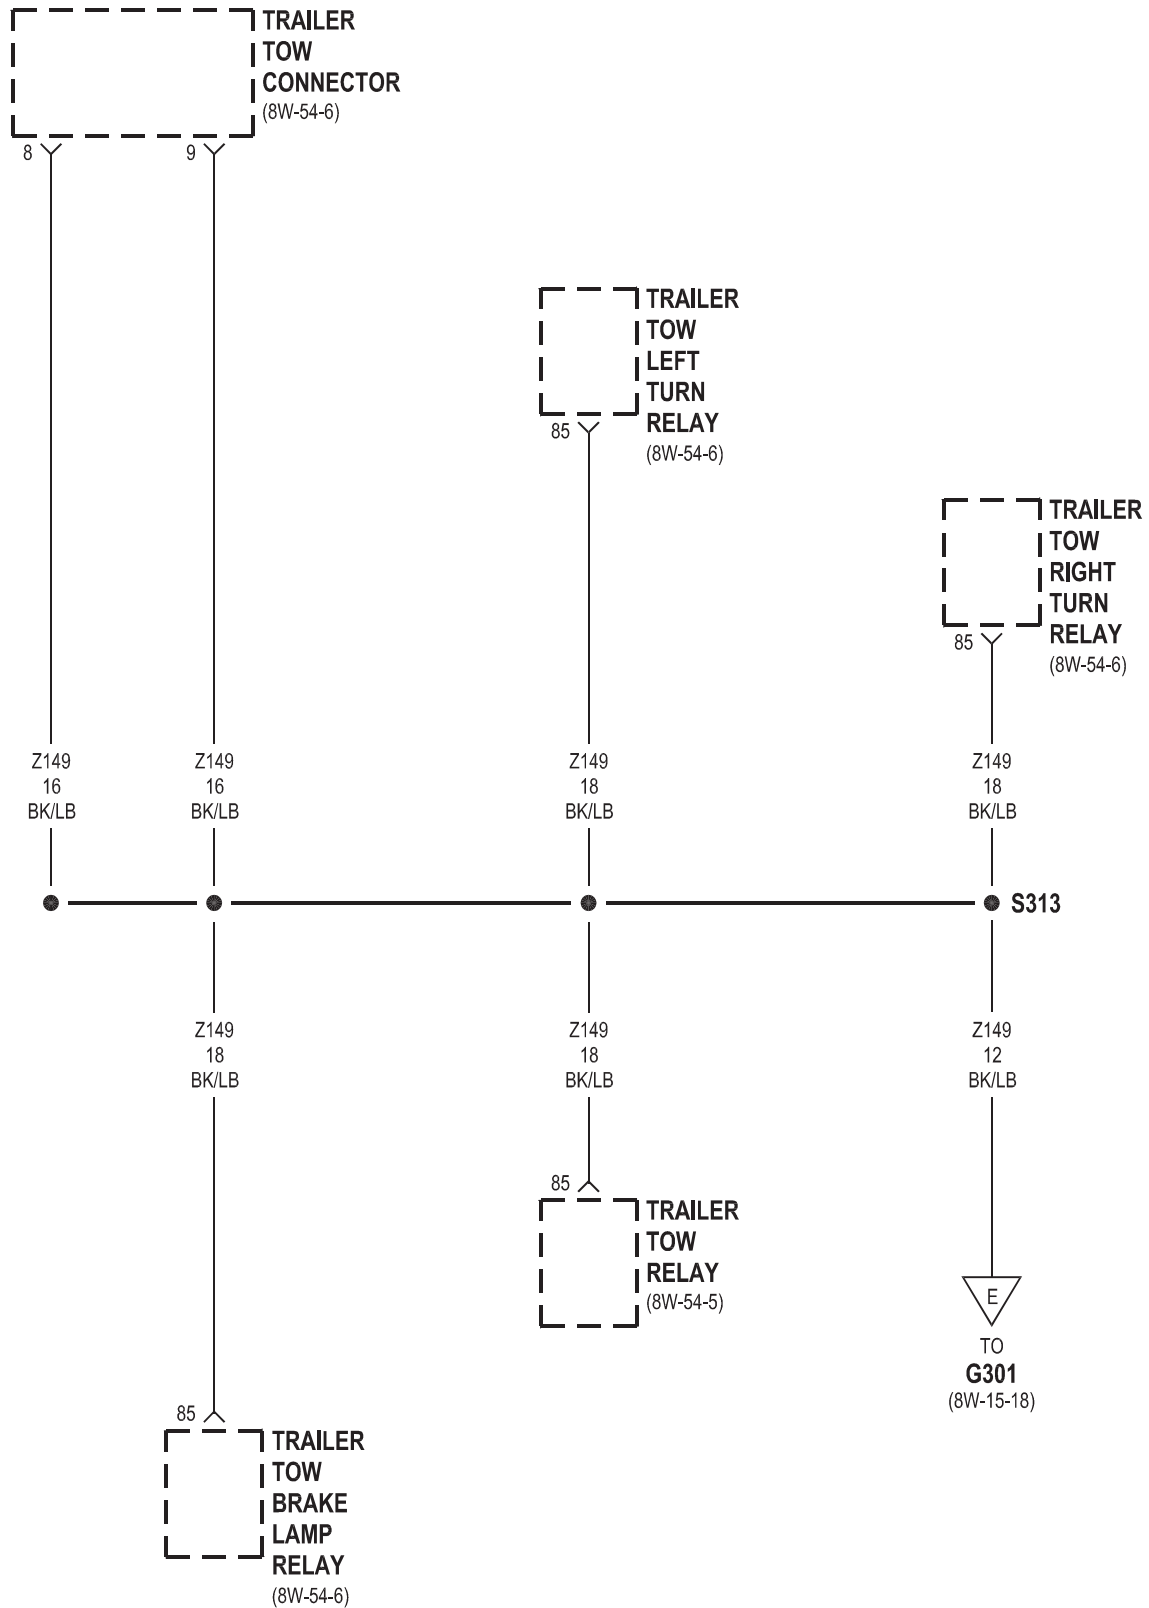 TRAILER
TOW
CONNECTOR
(8W-54-6)
8
9
TRAILER
TOW
LEFT
TURN
RELAY
(8W-54-6)
85
TRAILER
TOW
RIGHT
TURN
RELAY
(8W-54-6)
85
Z149
16
BK/LB
Z149
16
BK/LB
Z149
18
BK/LB
Z149
18
BK/LB
S313
Z149
18
BK/LB
Z149
18
BK/LB
Z149
12
BK/LB
85
TRAILER
TOW
RELAY
(8W-54-5)
E
TO
G301
(8W-15-18)
85
TRAILER
TOW
BRAKE
LAMP
RELAY
(8W-54-6)